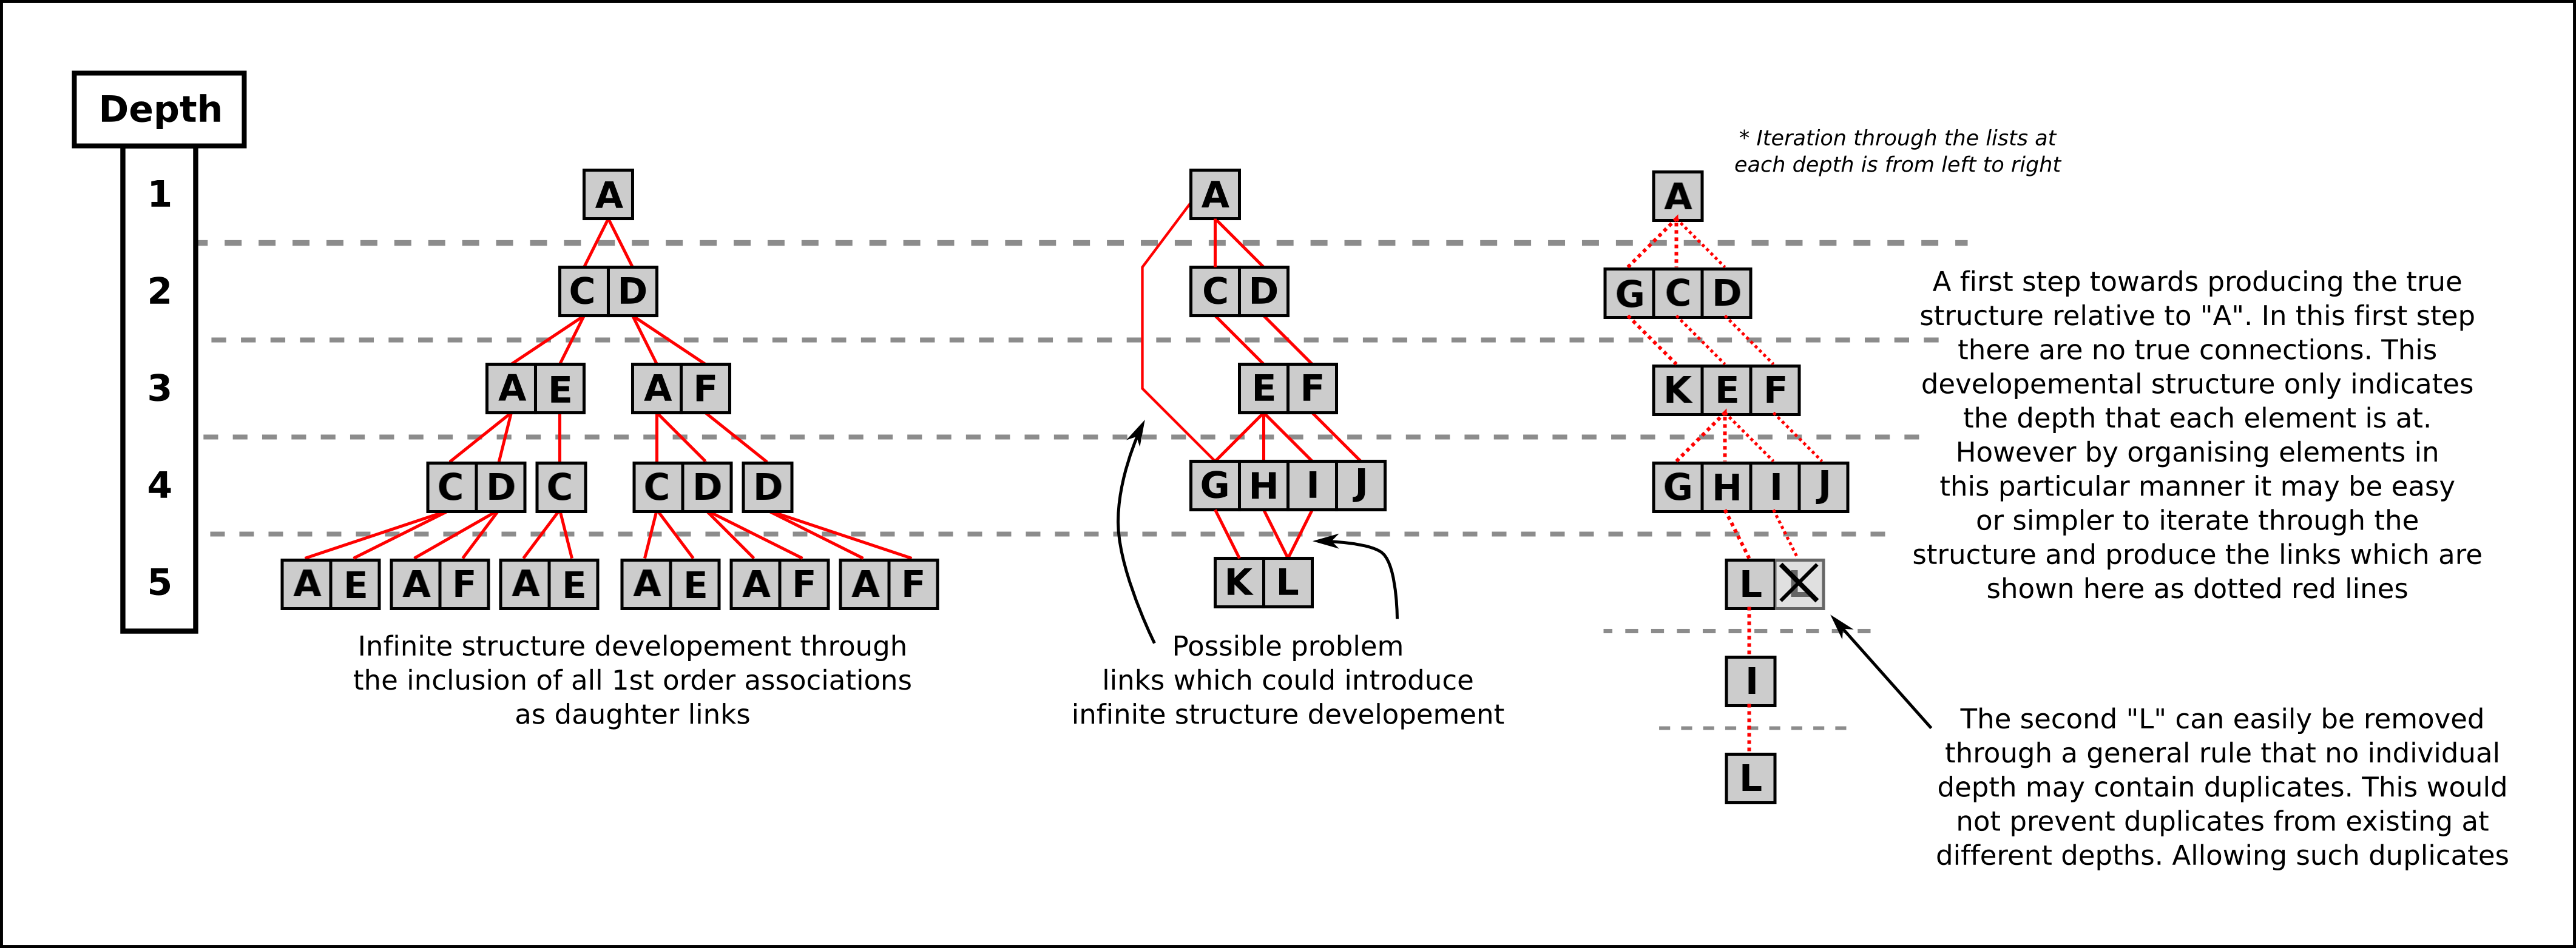 Depth
1
2
3
4
5
A
C D
A E A F
C D C C D D
A E A F A E A E A F A F
Infinite structure developement through
the inclusion of all 1st order associations
as daughter links
A
C D
E F
G H I J
K L
Possible problem
links which could introduce
infinite structure developement
* Iteration through the lists at
each depth is from left to right
A
G C D
K E F
G H I J
L L
I
L
A first step towards producing the true
structure relative to "A". In this first step
there are no true connections. This
developemental structure only indicates
the depth that each element is at.
However by organising elements in
this particular manner it may be easy
or simpler to iterate through the
structure and produce the links which are
shown here as dotted red lines
The second "L" can easily be removed
through a general rule that no individual
depth may contain duplicates. This would
not prevent duplicates from existing at
different depths. Allowing such duplicates